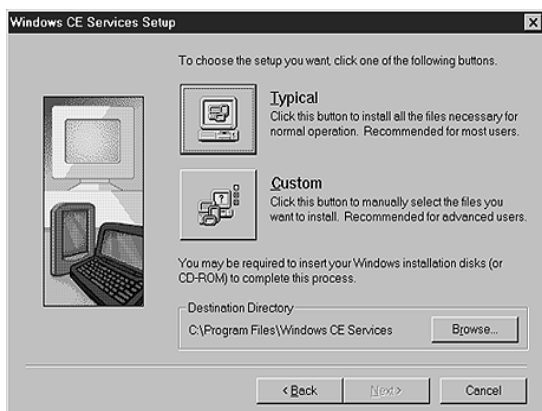 Windows CE Services Setup
To choose the setup you want, click one of the following buttons.
Typical
Click this button to install all the files necessary for
normal operation. Recommended for most users.
Custom
Click this button to manually select the files you
want to install. Recommended for advanced users.
You may be required to insert your Windows installation disks (or
CD-ROM) to complete this process.
Destination Directory
C:\Program Files\Windows CE Services
Browse...
< Back
Next >
Cancel